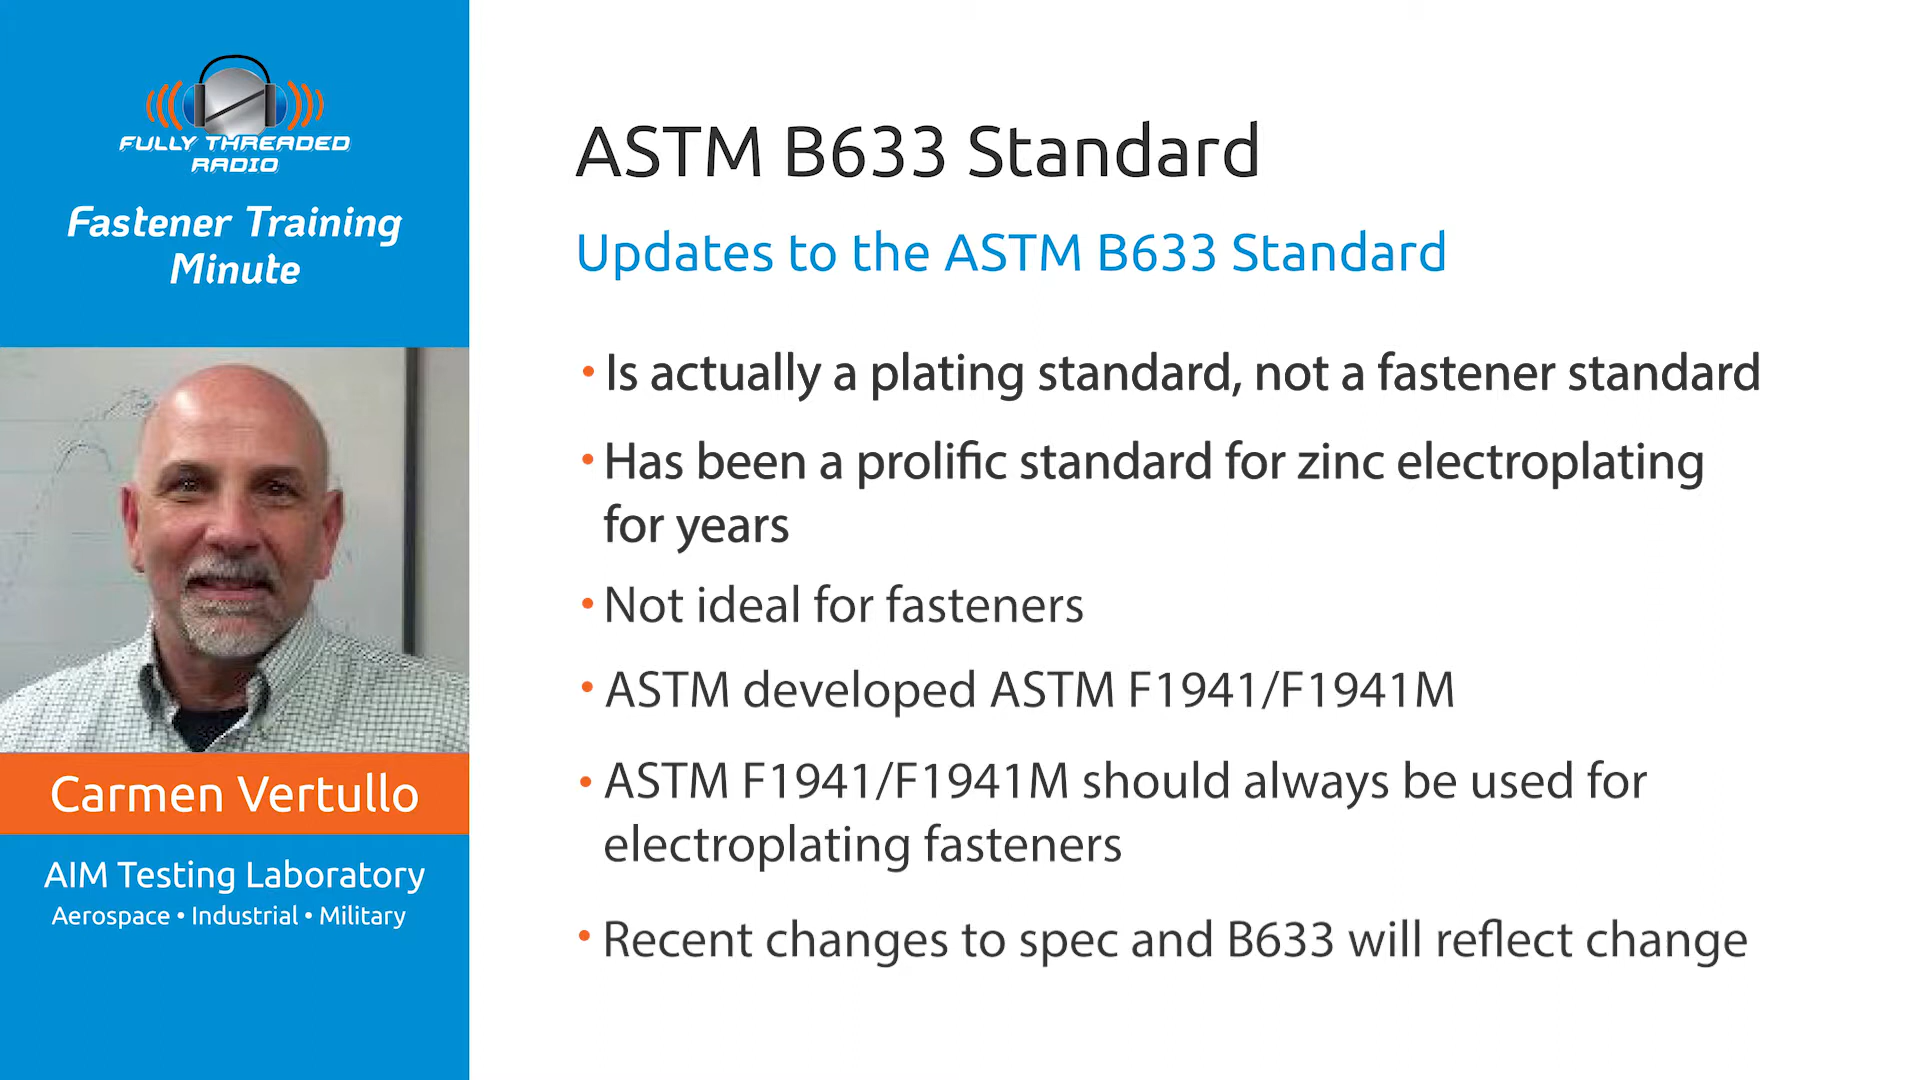 FULLY THREADED
RADIO
Fastener Training
Minute
Carmen Vertullo
AIM Testing Laboratory
Aerospace • Industrial • Military
ASTM B633 Standard
Updates to the ASTM B633 Standard
• Is actually a plating standard, not a fastener standard
• Has been a prolific standard for zinc electroplating
for years
• Not ideal for fasteners
• ASTM developed ASTM F1941/F1941M
• ASTM F1941/F1941M should always be used for
electroplating fasteners
• Recent changes to spec and B633 will reflect change